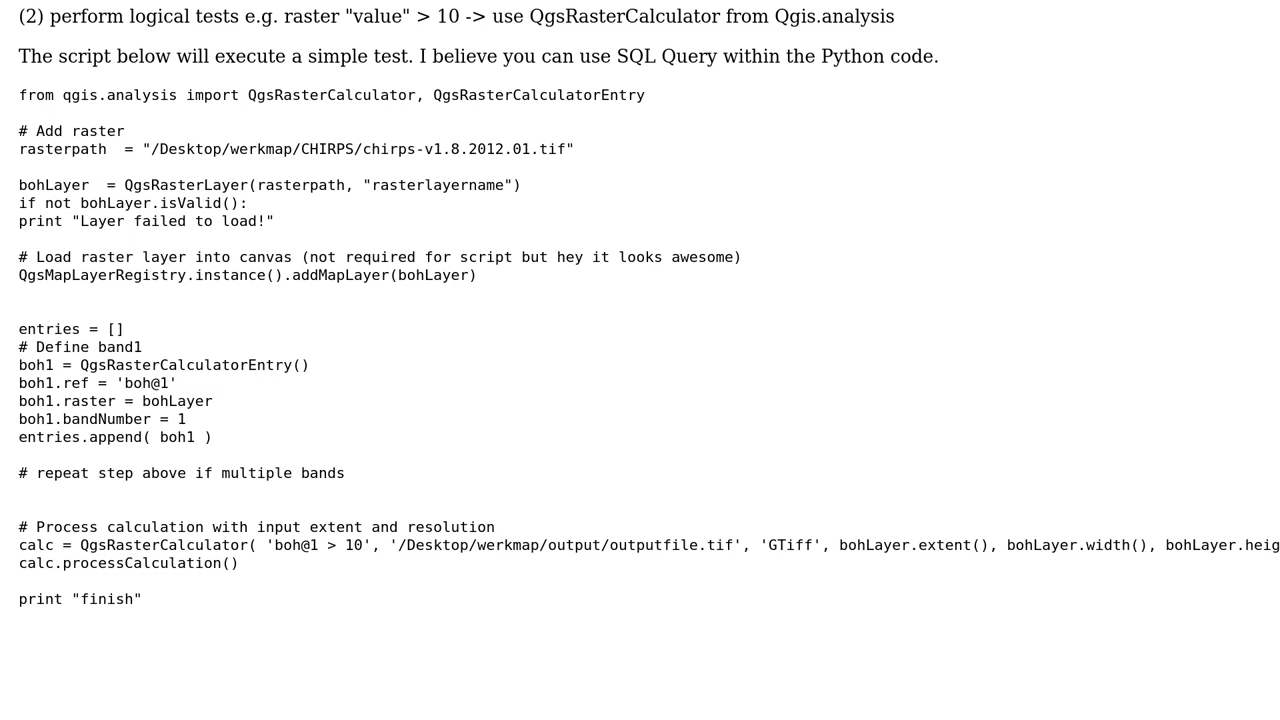 (2) perform logical tests e.g. raster "value" > 10 -> use QgsRasterCalculator from Qgis.analysis
The script below will execute a simple test. I believe you can use SQL Query within the Python code.
from qgis.analysis import QgsRasterCalculator, QgsRasterCalculatorEntry
# Add raster
rasterpath  = "/Desktop/werkmap/CHIRPS/chirps-v1.8.2012.01.tif"
bohLayer  = QgsRasterLayer(rasterpath, "rasterlayername")
if not bohLayer.isValid():
print "Layer failed to load!"
# Load raster layer into canvas (not required for script but hey it looks awesome)
QgsMapLayerRegistry.instance().addMapLayer(bohLayer)
entries = []
# Define band1
boh1 = QgsRasterCalculatorEntry()
boh1.ref = 'boh@1'
boh1.raster = bohLayer
boh1.bandNumber = 1
entries.append( boh1 )
# repeat step above if multiple bands
# Process calculation with input extent and resolution
calc = QgsRasterCalculator( 'boh@1 > 10', '/Desktop/werkmap/output/outputfile.tif', 'GTiff', bohLayer.extent(), bohLayer.width(), bohLayer.heig
calc.processCalculation()
print "finish"